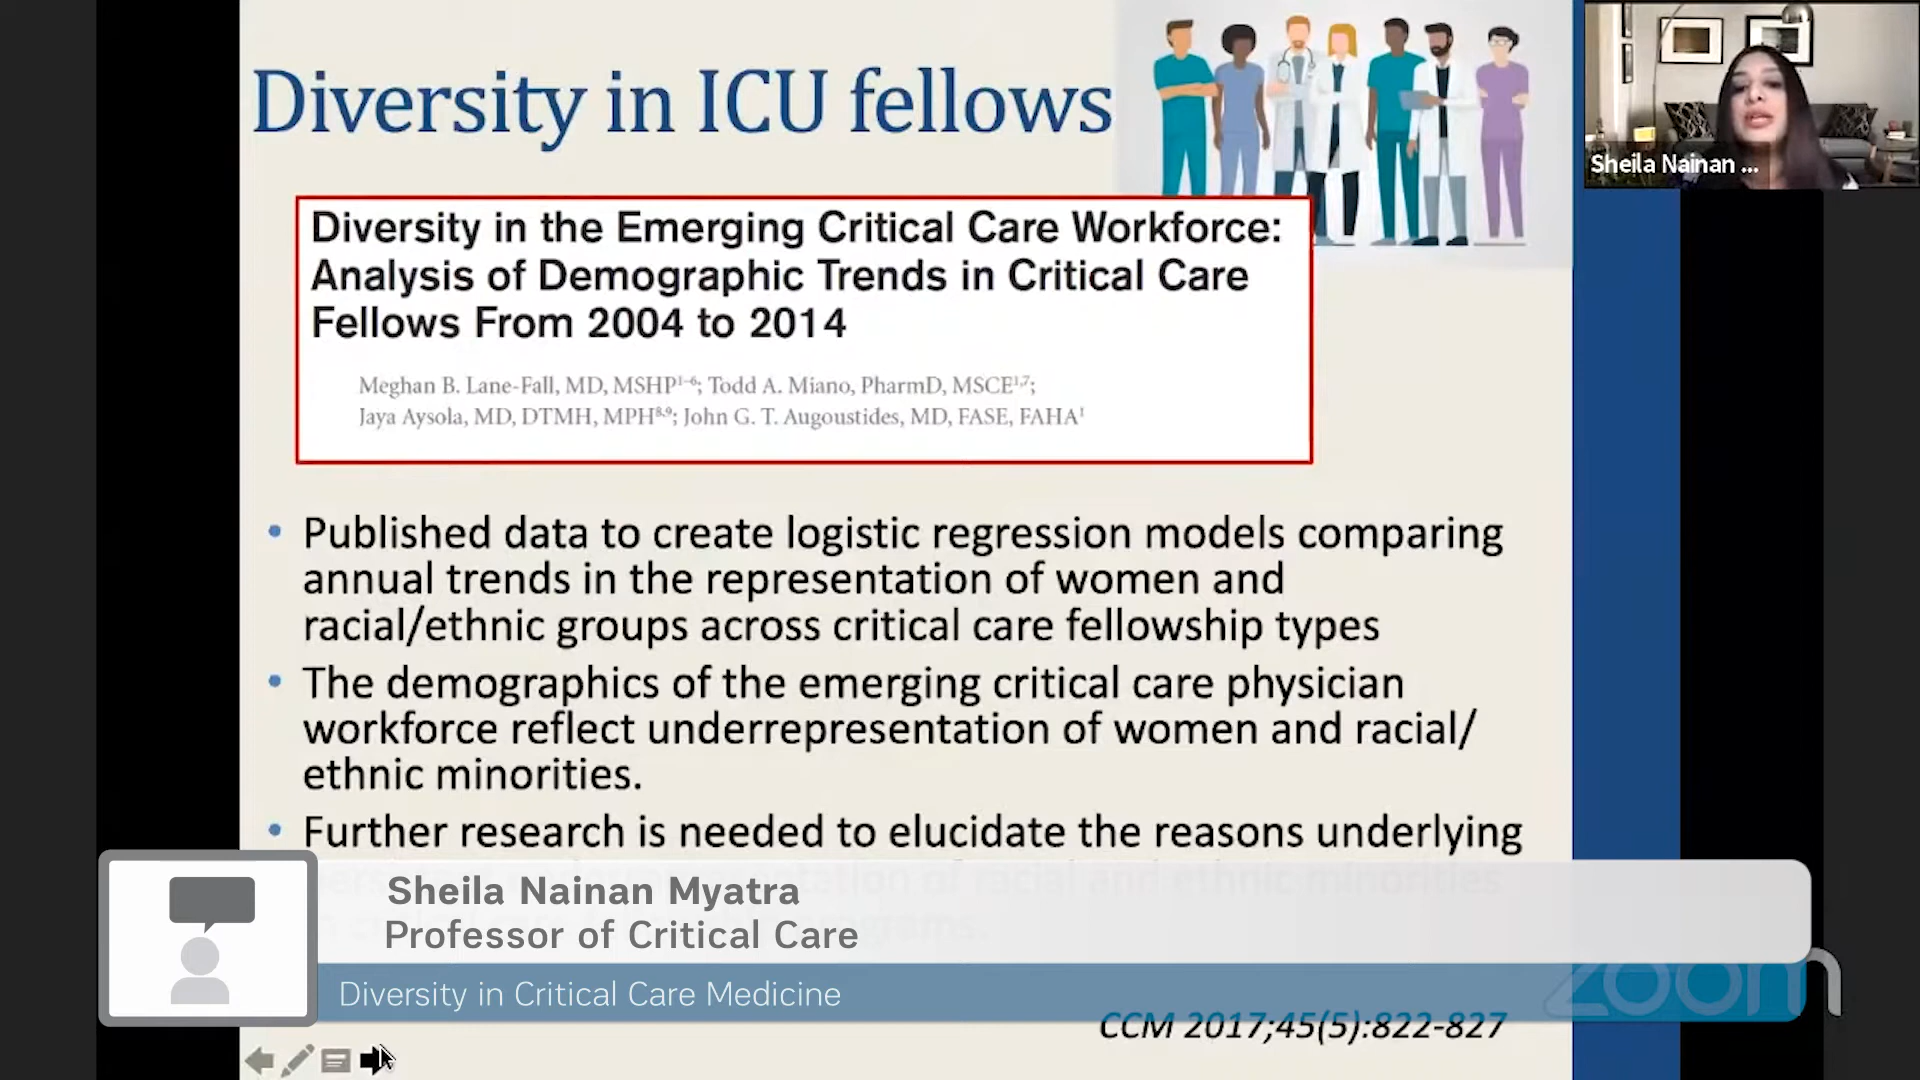 Diversity in ICU fellows
Sheila Nainan ...
Diversity in the Emerging Critical Care Workforce:
Analysis of Demographic Trends in Critical Care
Fellows From 2004 to 2014
Meghan B. Lane-Fall, MD, MSHP¹⁻⁶; Todd A. Miano, PharmD, MSCE¹,⁷;
Jaya Aysola, MD, DTMH, MPH⁸,⁹; John G. T. Augoustides, MD, FASE, FAHA¹
• Published data to create logistic regression models comparing
annual trends in the representation of women and
racial/ethnic groups across critical care fellowship types
• The demographics of the emerging critical care physician
workforce reflect underrepresentation of women and racial/
ethnic minorities.
• Further research is needed to elucidate the reasons underlying
of racial and ethnic minorities
Sheila Nainan Myatra
Professor of Critical Care
Diversity in Critical Care Medicine
zoom
CCM 2017;45(5):822-827